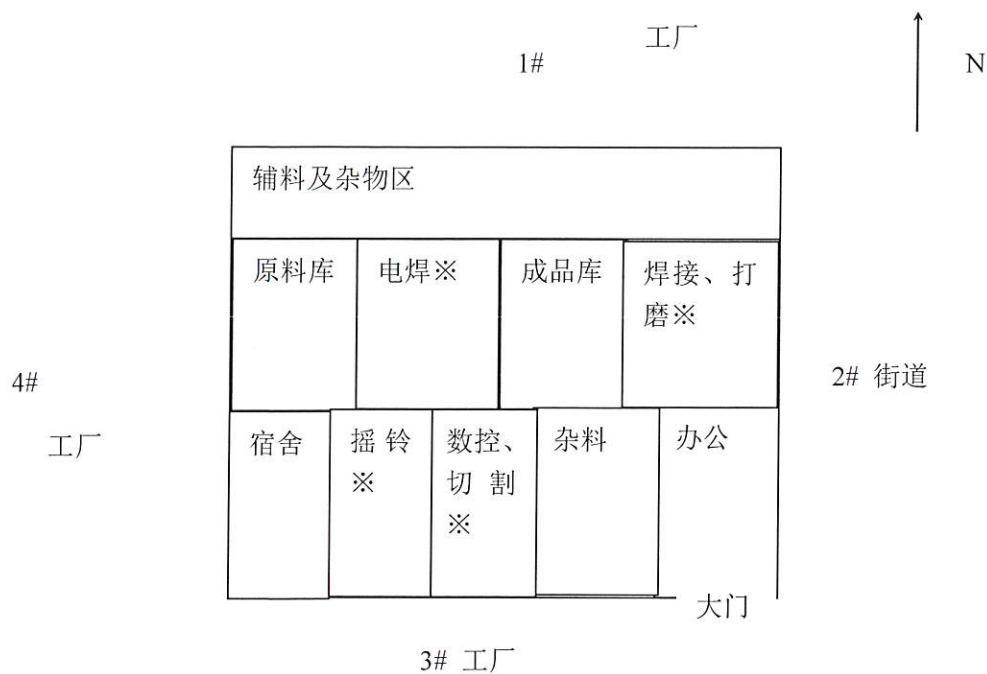 工厂
1#
N
辅料及杂物区
原料库
电焊※
成品库
焊接、打
磨※
4#
工厂
2# 街道
宿舍
摇铃
※
数控、
切割
※
杂料
办公
大门
3# 工厂